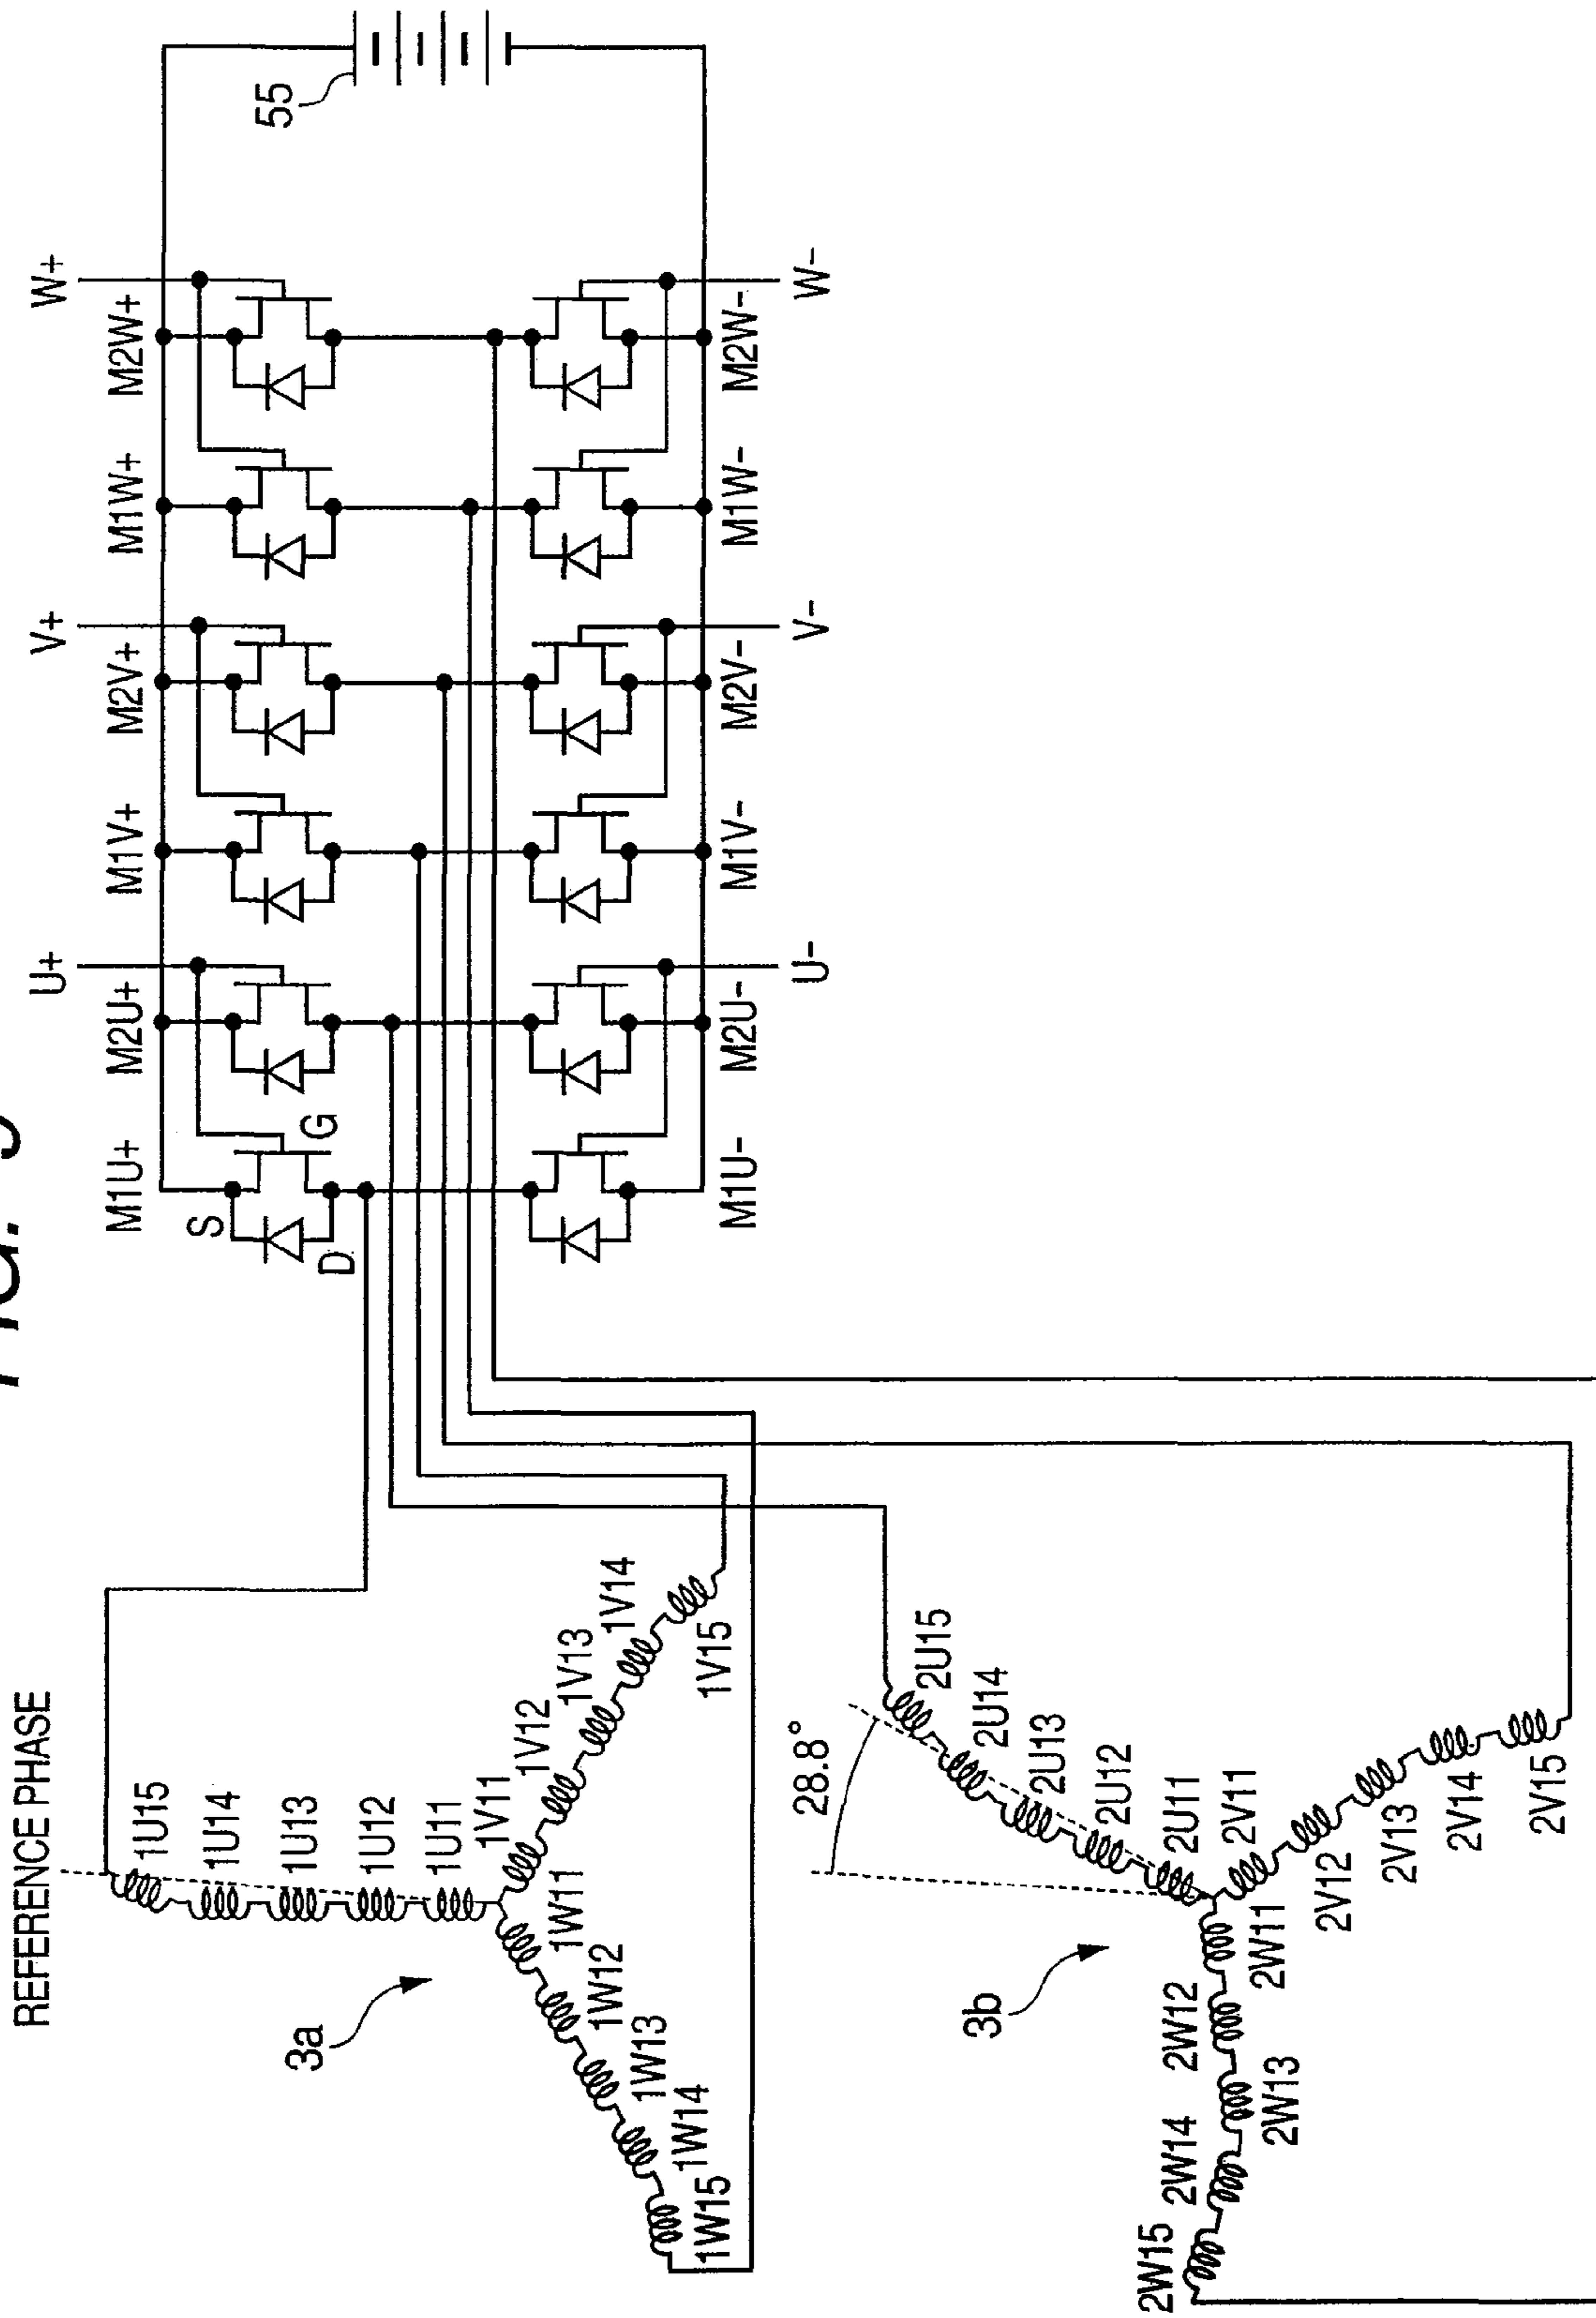 W+
V+
U+
M2W+
M1W+
M2V+
M1V+
M2U+
M1U+
55
S
G
D
M2W-
M1W-
M2V-
M1V-
M2U-
M1U-
W-
V-
U-
REFERENCE PHASE
1U15
1U14
1U13
1U12
1U11
1V11
1V12
1V13
1V14
1V15
1W11
1W12
1W13
1W14
1W15
3a
28.8°
2U15
2U14
2U13
2U12
2U11
2V11
2V12
2V13
2V14
2V15
2W11
2W12
2W13
2W14
2W15
3b